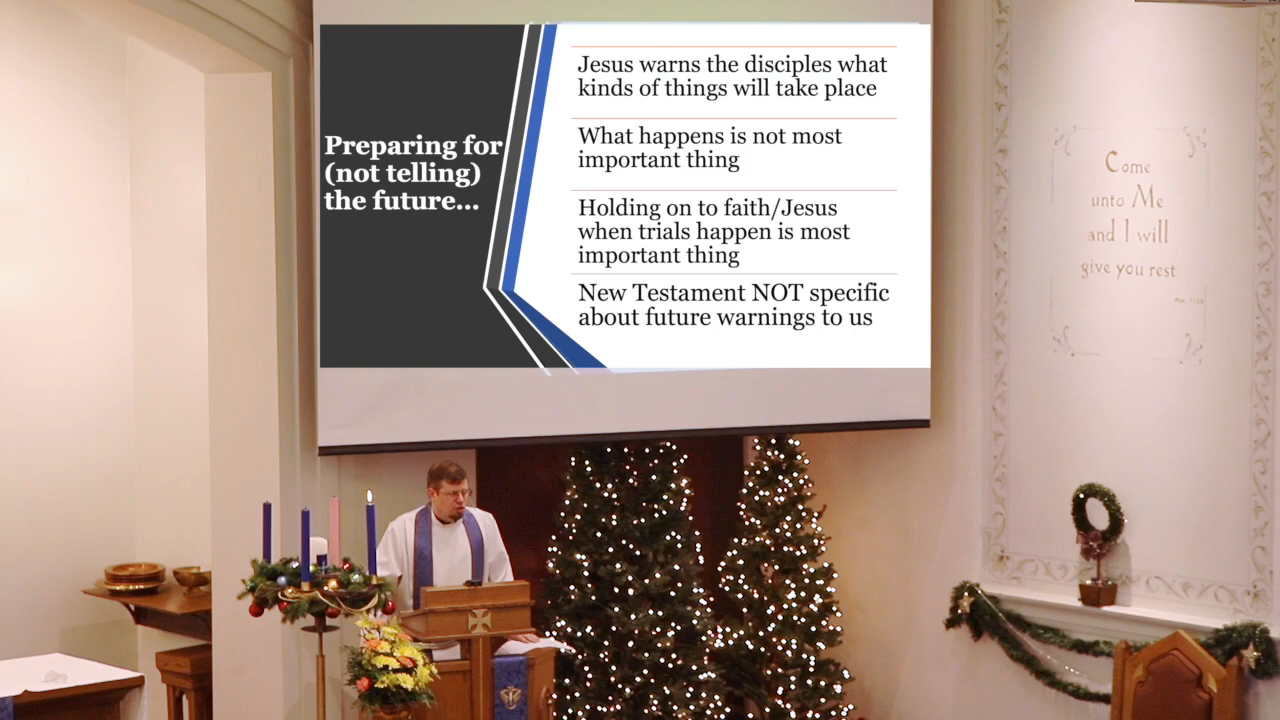 Preparing for
(not telling)
the future...
Jesus warns the disciples what
kinds of things will take place
What happens is not most
important thing
Holding on to faith/Jesus
when trials happen is most
important thing
New Testament NOT specific
about future warnings to us
Come
unto Me
and I will
give you rest